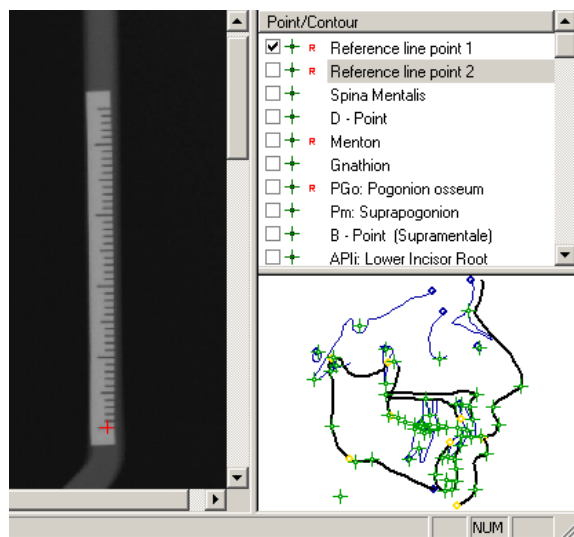 Point/Contour
R Reference line point 1
R Reference line point 2
Spina Mentalis
D - Point
R Menton
Gnathion
R PGo: Pogonion osseum
Pm: Suprapogonion
B - Point (Supramentale)
APli: Lower Incisor Root
NUM